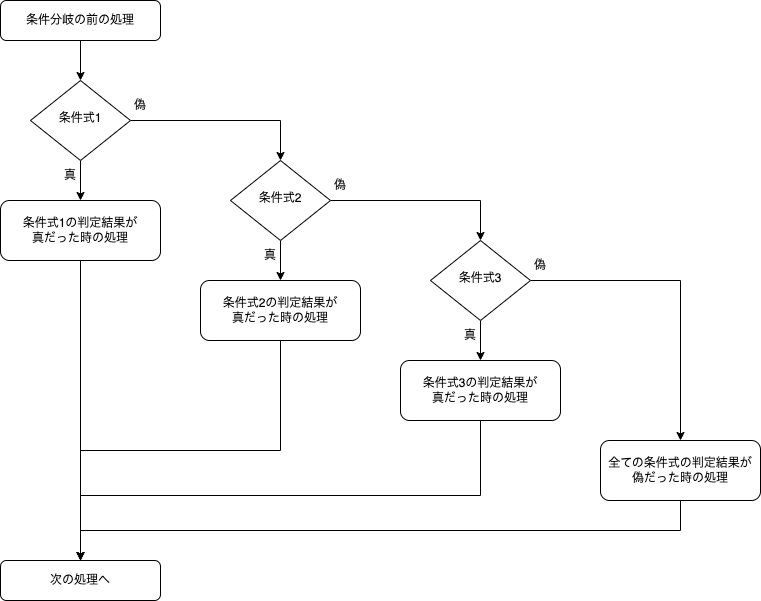 条件分岐の前の処理
偽
条件式1
真
偽
条件式1の判定結果が
真だった時の処理
条件式2
真
偽
条件式2の判定結果が
真だった時の処理
条件式3
真
条件式3の判定結果が
真だった時の処理
全ての条件式の判定結果が
偽だった時の処理
次の処理へ